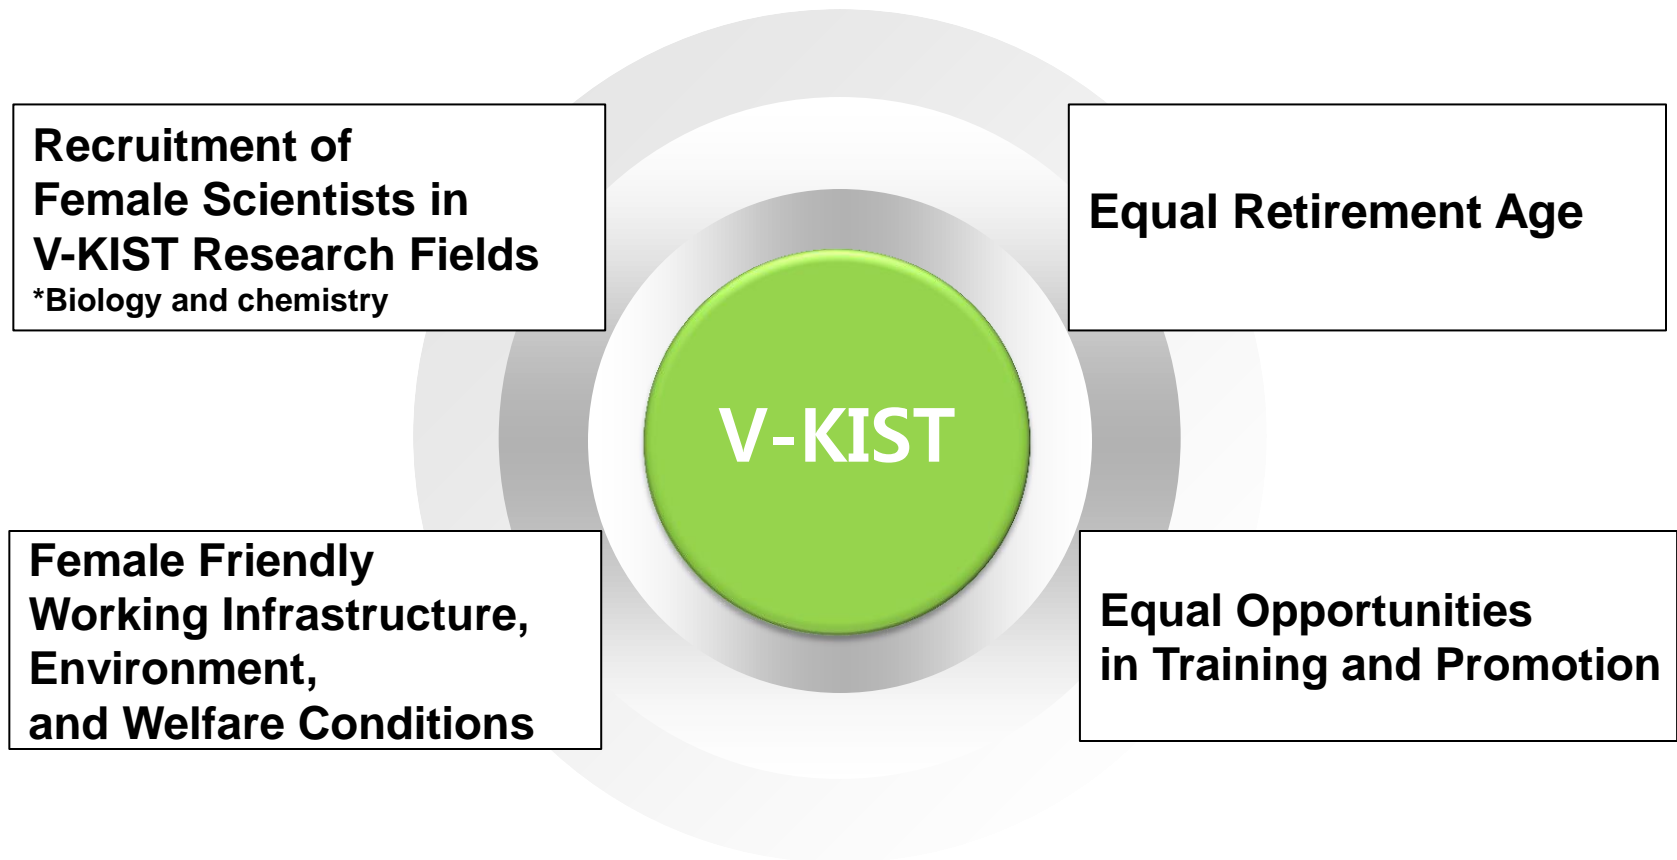 Recruitment of
Female Scientists in
V-KIST Research Fields
*Biology and chemistry
Equal Retirement Age
V-KIST
Female Friendly
Working Infrastructure,
Environment,
and Welfare Conditions
Equal Opportunities
in Training and Promotion